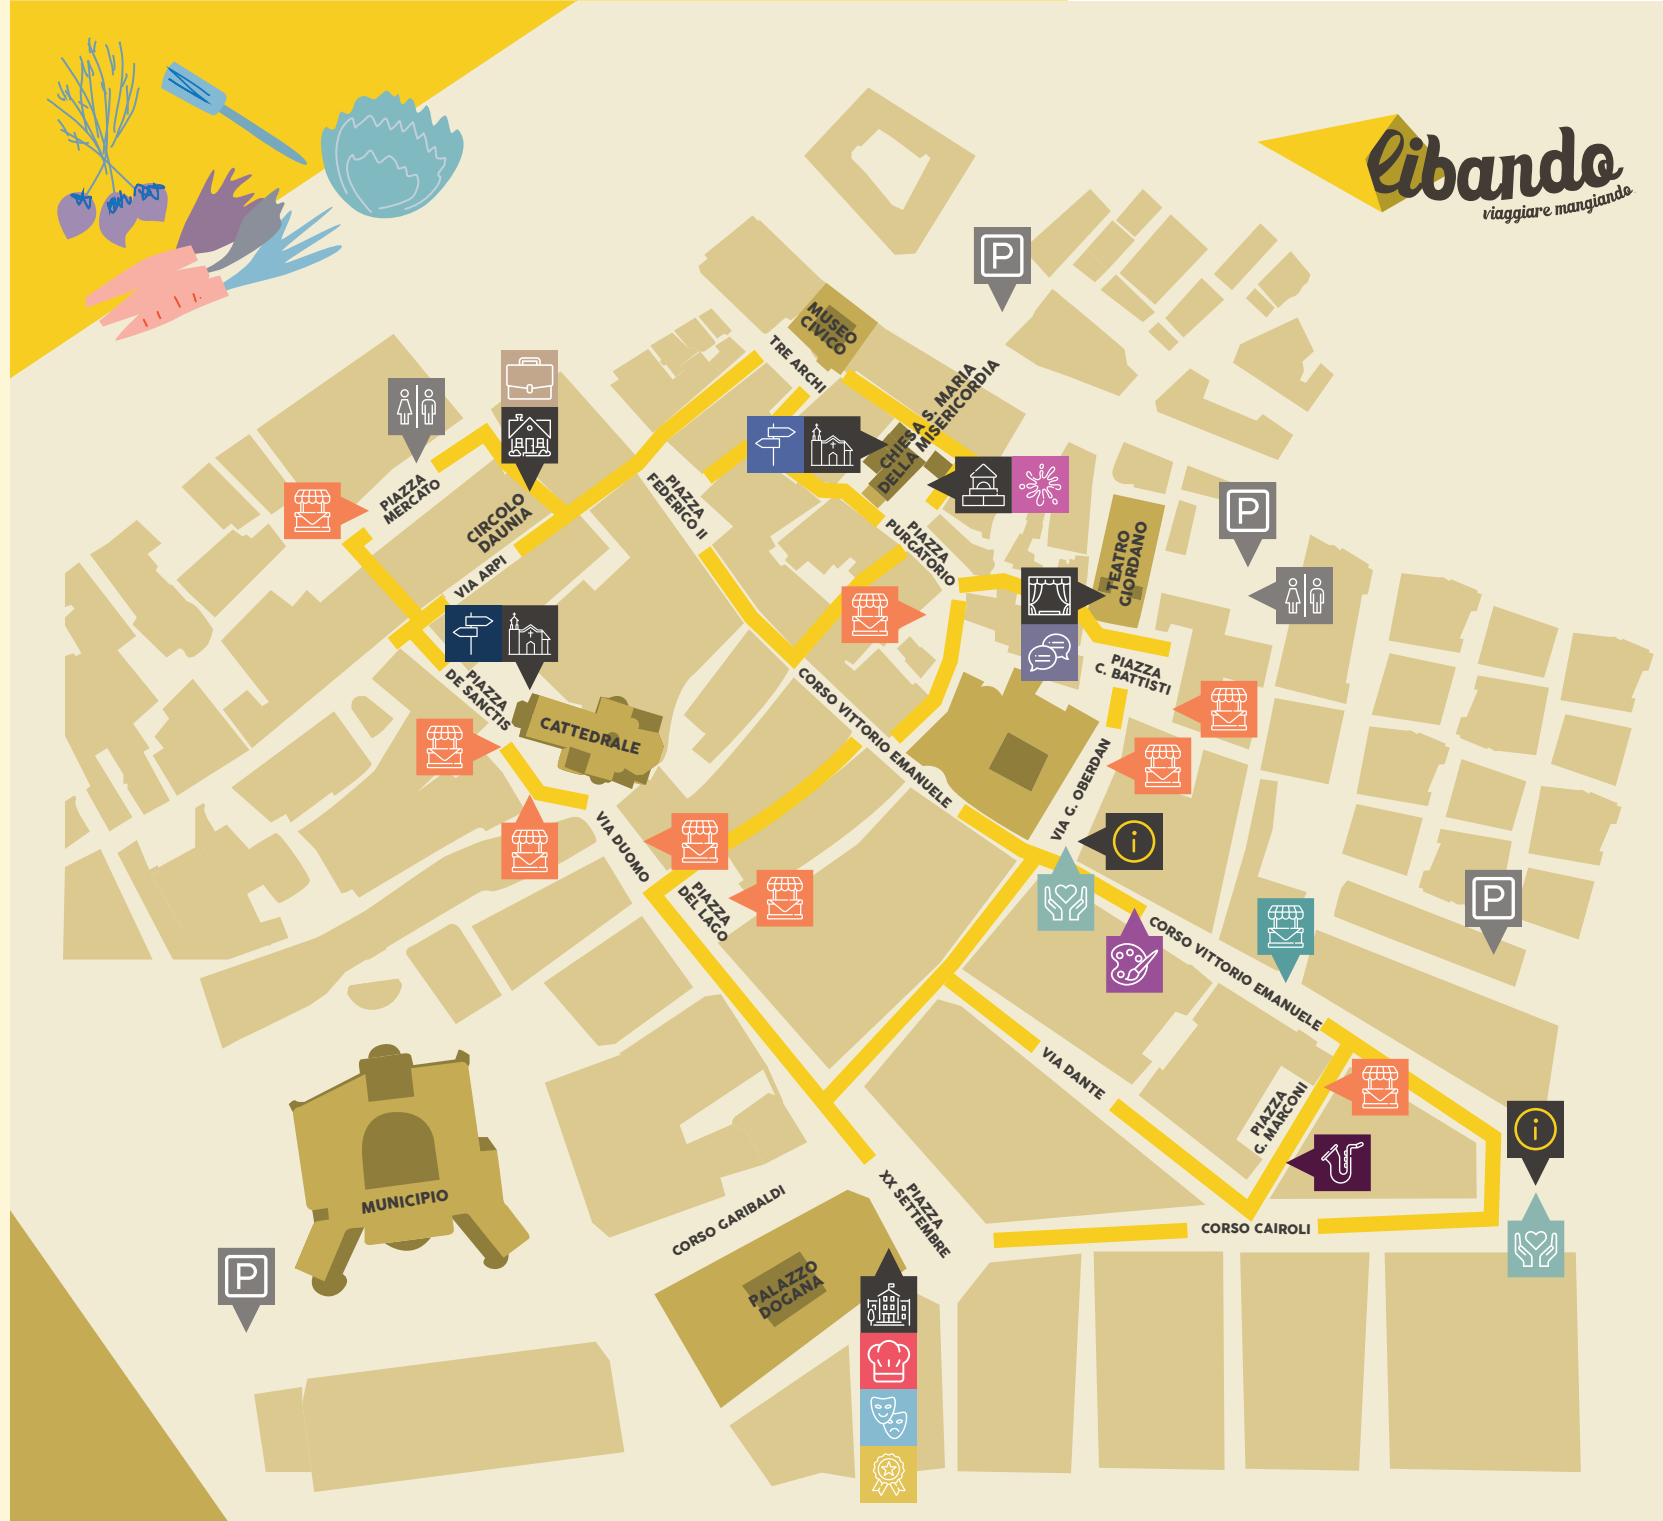 libando
viaggiare mangiando
P
MUSEO
CIVICO
TRE ARCHI
CHIESA S. MARIA
DELLA MISERICORDIA
PIAZZA
MERCATO
CIRCOLO
DAUNIA
PIAZZA
FEDERICO II
VIA ARPI
PIAZZA
PURGATORIO
TEATRO
GIORDANO
P
PIAZZA
C. BATTISTI
PIAZZA
DE SANCTIS
CATTEDRALE
CORSO VITTORIO EMANUELE
VIA G. OBERDAN
i
VIA DUOMO
PIAZZA
DEL LAGO
P
CORSO VITTORIO EMANUELE
VIA DANTE
PIAZZA
G. MARCONI
i
MUNICIPIO
CORSO GARIBALDI
PIAZZA
XX SETTEMBRE
CORSO CAIROLI
P
PALAZZO
DOGANA